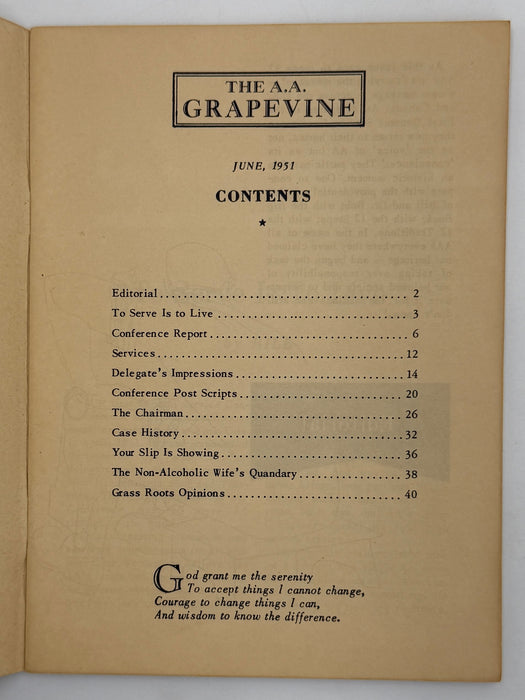 THE A.A.
GRAPEVINE
JUNE, 1951
CONTENTS
★
Editorial........................................ 2
To Serve Is to Live ............................... 3
Conference Report ................................ 6
Services.........................................12
Delegate's Impressions ...........................14
Conference Post Scripts ..........................20
The Chairman.....................................26
Case History .....................................32
Your Slip Is Showing..............................36
The Non-Alcoholic Wife's Quandary .................38
Grass Roots Opinions..............................40
God grant me the serenity
To accept things I cannot change,
Courage to change things I can,
And wisdom to know the difference.